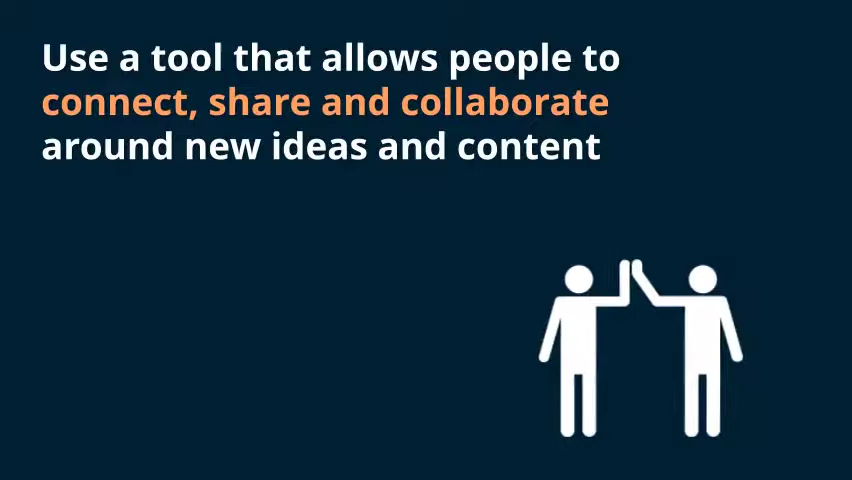 Use a tool that allows people to
connect, share and collaborate
around new ideas and content